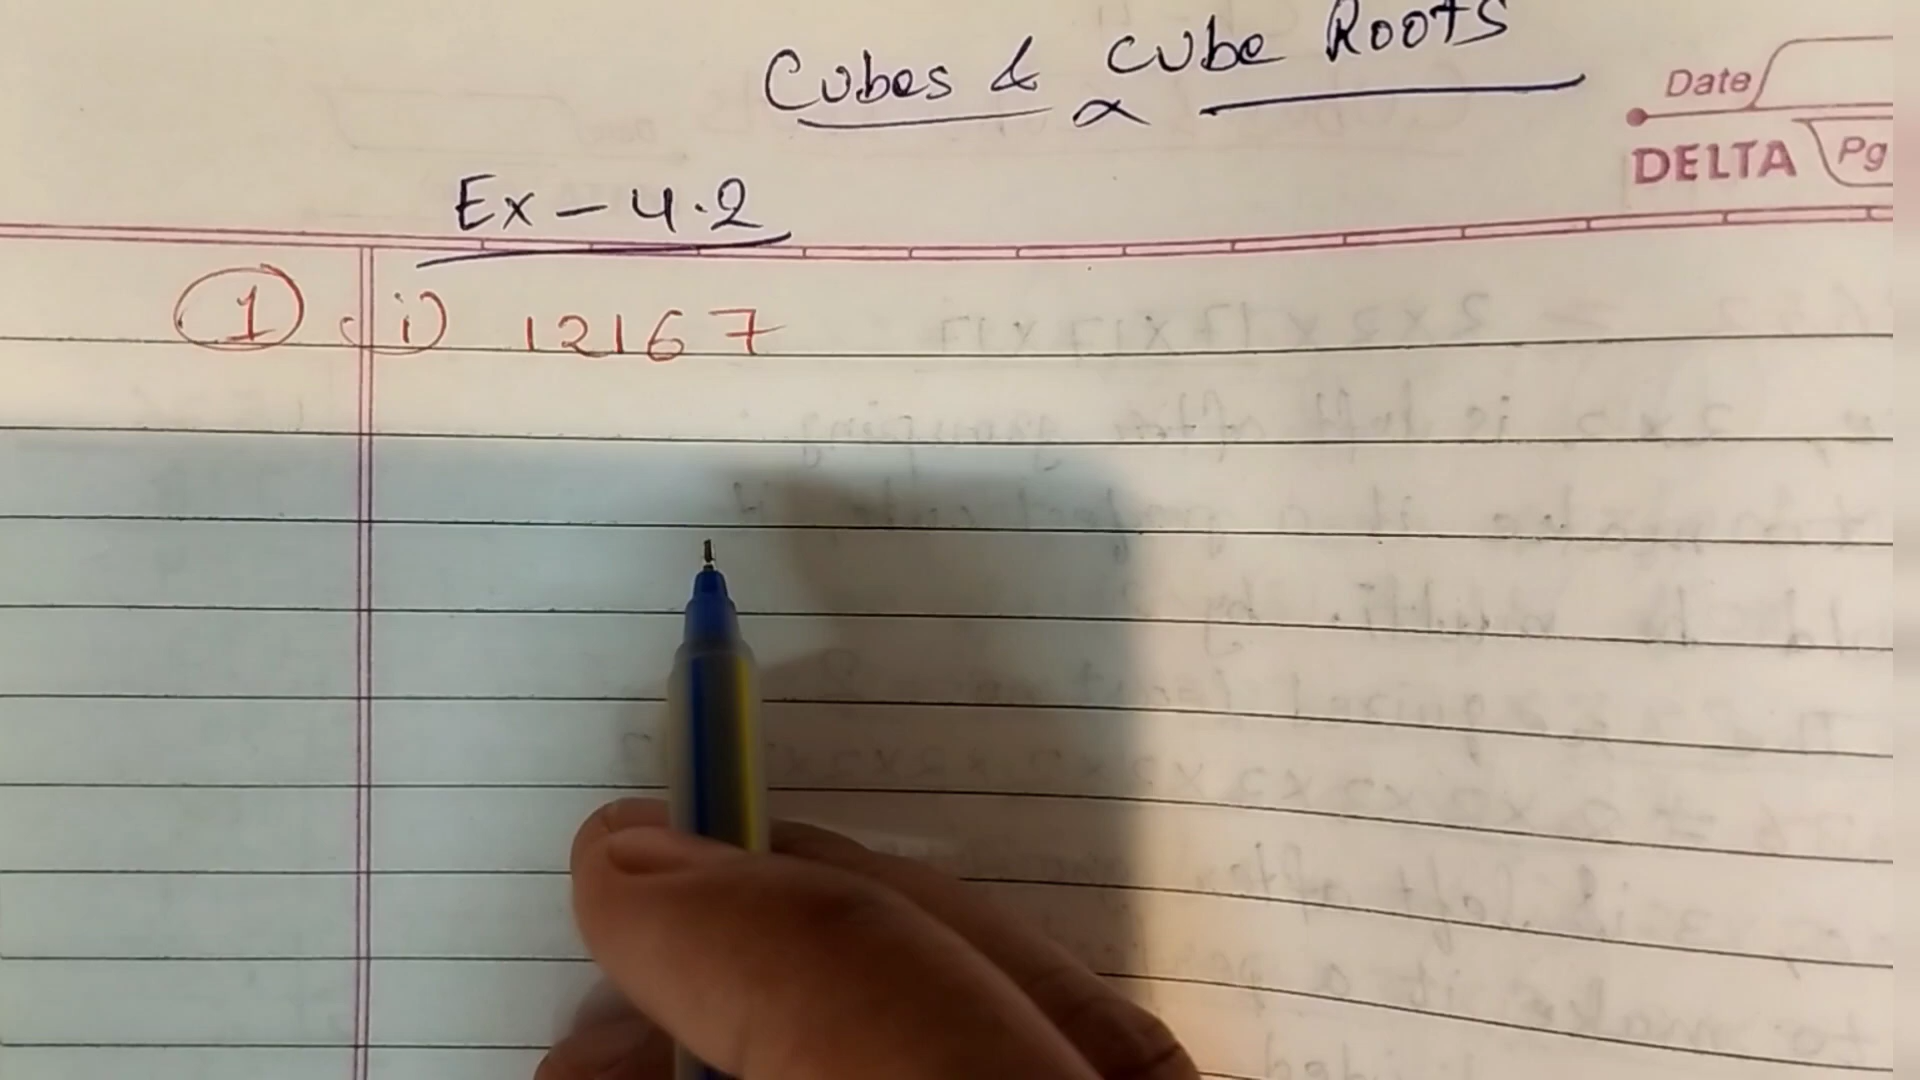 Cubes & Cube Roots
Date
DELTA Pg
Ex - 4.2
1. i) 12167